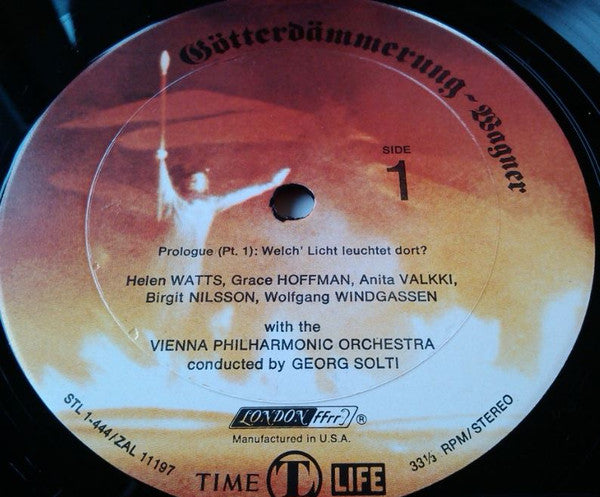 Götterdämmerung - Wagner
SIDE
1
Prologue (Pt. 1): Welch' Licht leuchtet dort?
Helen WATTS, Grace HOFFMAN, Anita VALKKI,
Birgit NILSSON, Wolfgang WINDGASSEN
with the
VIENNA PHILHARMONIC ORCHESTRA
conducted by GEORG SOLTI
LONDON ffrr ®
Manufactured in U.S.A.
STL 1-444/ZAL 11197
33⅓ RPM/STEREO
TIME T LIFE